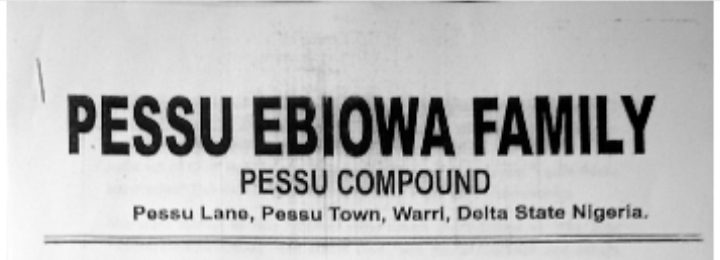 PESSU EBIOWA FAMILY
PESSU COMPOUND
Pessu Lane, Pessu Town, Warri, Delta State Nigeria.